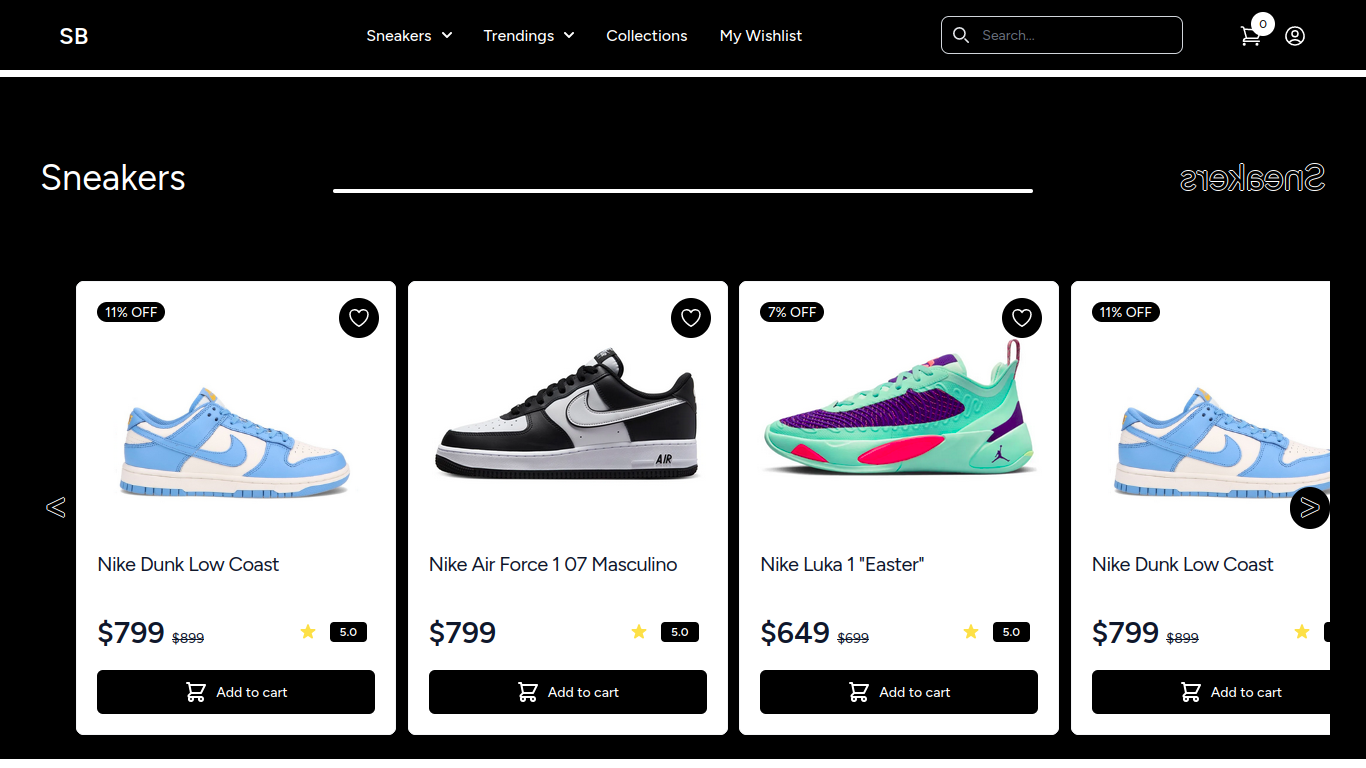 SB
Sneakers
Trendings
Collections
My Wishlist
Search...
0
Sneakers
Sneakers
11% OFF
7% OFF
11% OFF
AIR
<
>
Nike Dunk Low Coast
Nike Air Force 1 07 Masculino
Nike Luka 1 "Easter"
Nike Dunk Low Coast
$799 $899 5.0
$799 5.0
$649 $699 5.0
$799 $899
Add to cart
Add to cart
Add to cart
Add to cart